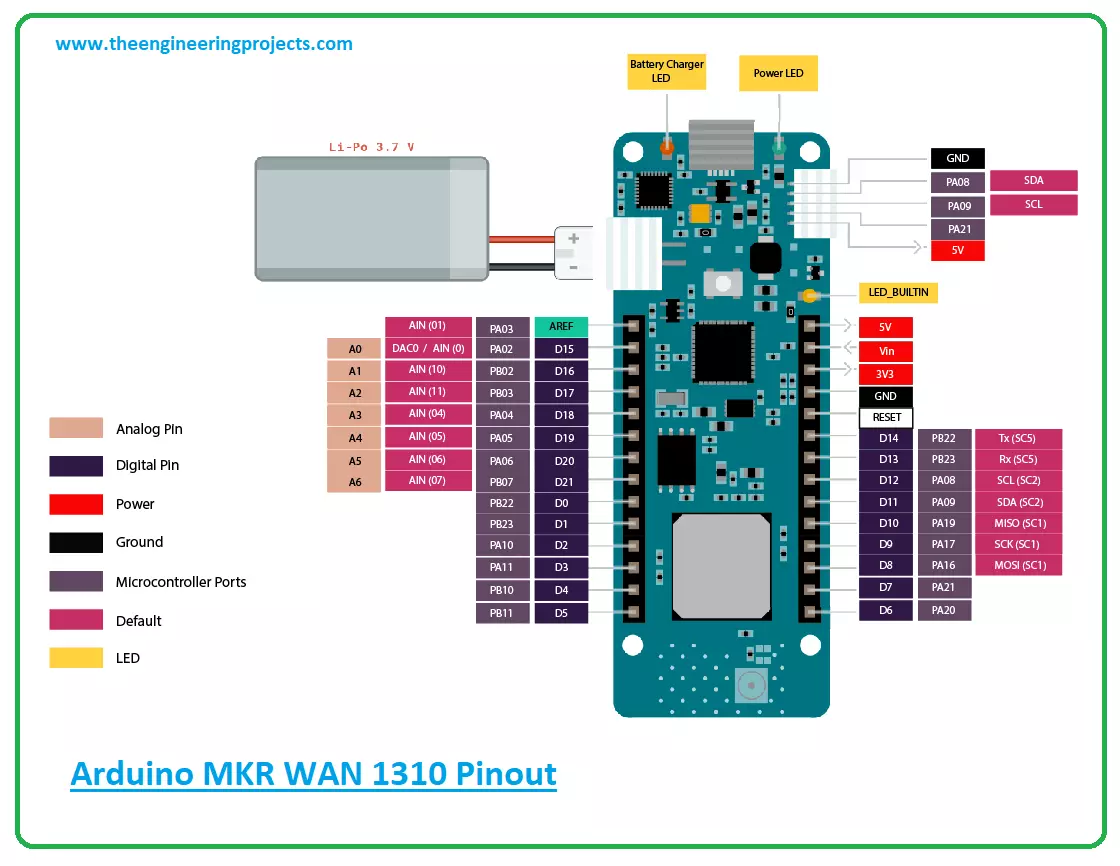 www.theengineeringprojects.com
Battery Charger
LED
Power LED
Li-Po 3.7 V
+
-
GND
PA08 SDA
PA09 SCL
PA21
5V
LED_BUILTIN
AIN (01) PA03 AREF
A0 DAC0 / AIN (0) PA02 D15
A1 AIN (10) PB02 D16
A2 AIN (11) PB03 D17
A3 AIN (04) PA04 D18
A4 AIN (05) PA05 D19
A5 AIN (06) PA06 D20
A6 AIN (07) PB07 D21
PB22 D0
PB23 D1
PA10 D2
PA11 D3
PB10 D4
PB11 D5
5V
Vin
3V3
GND
RESET
D14 PB22 Tx (SC5)
D13 PB23 Rx (SC5)
D12 PA08 SCL (SC2)
D11 PA09 SDA (SC2)
D10 PA19 MISO (SC1)
D9 PA17 SCK (SC1)
D8 PA16 MOSI (SC1)
D7 PA21
D6 PA20
Analog Pin
Digital Pin
Power
Ground
Microcontroller Ports
Default
LED
Arduino MKR WAN 1310 Pinout